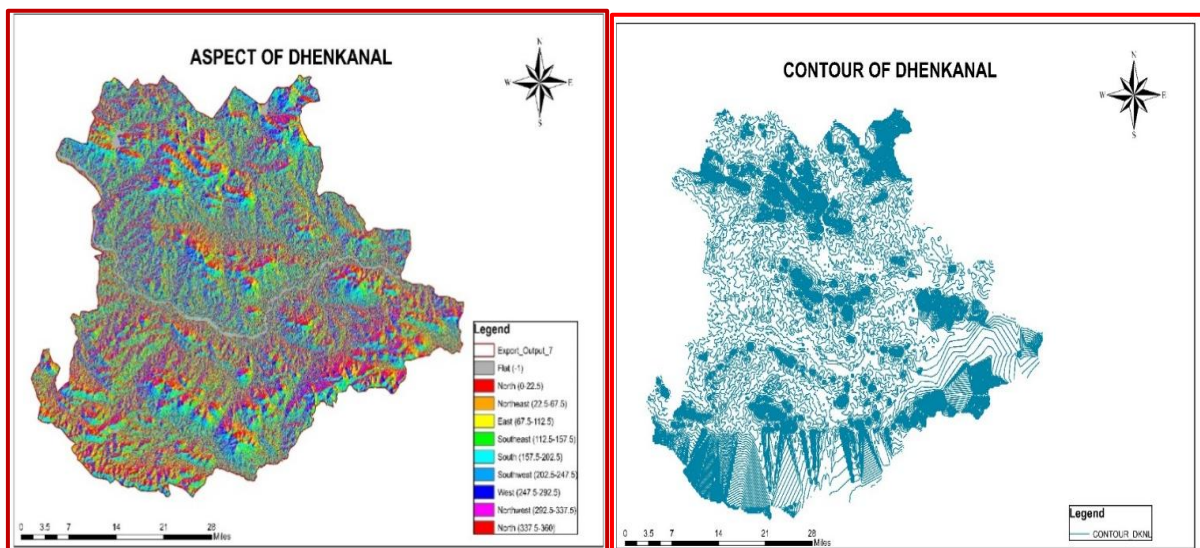 ASPECT OF DHENKANAL
N
W E
S
Legend
Export_Output_7
Flat (-1)
North (0-22.5)
Northeast (22.5-67.5)
East (67.5-112.5)
Southeast (112.5-157.5)
South (157.5-202.5)
Southwest (202.5-247.5)
West (247.5-292.5)
Northwest (292.5-337.5)
North (337.5-360)
0 3.5 7 14 21 28
Miles
CONTOUR OF DHENKANAL
N
W E
S
Legend
CONTOUR_DKNL
0 3.5 7 14 21 28
Miles